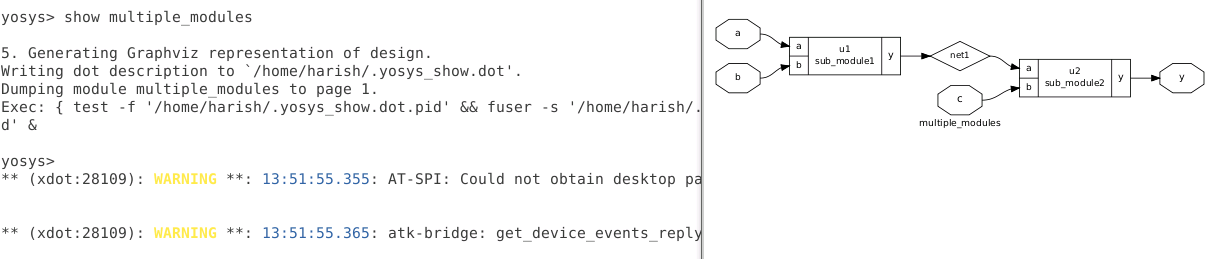 yosys> show multiple_modules
5. Generating Graphviz representation of design.
Writing dot description to `/home/harish/.yosys_show.dot'.
Dumping module multiple_modules to page 1.
Exec: { test -f '/home/harish/.yosys_show.dot.pid' && fuser -s '/home/harish/.
d' &
yosys>
** (xdot:28109): WARNING **: 13:51:55.355: AT-SPI: Could not obtain desktop pa
** (xdot:28109): WARNING **: 13:51:55.365: atk-bridge: get_device_events_reply
a
b
a
b
u1
sub_module1
y
net1
c
a
b
u2
sub_module2
y
y
multiple_modules